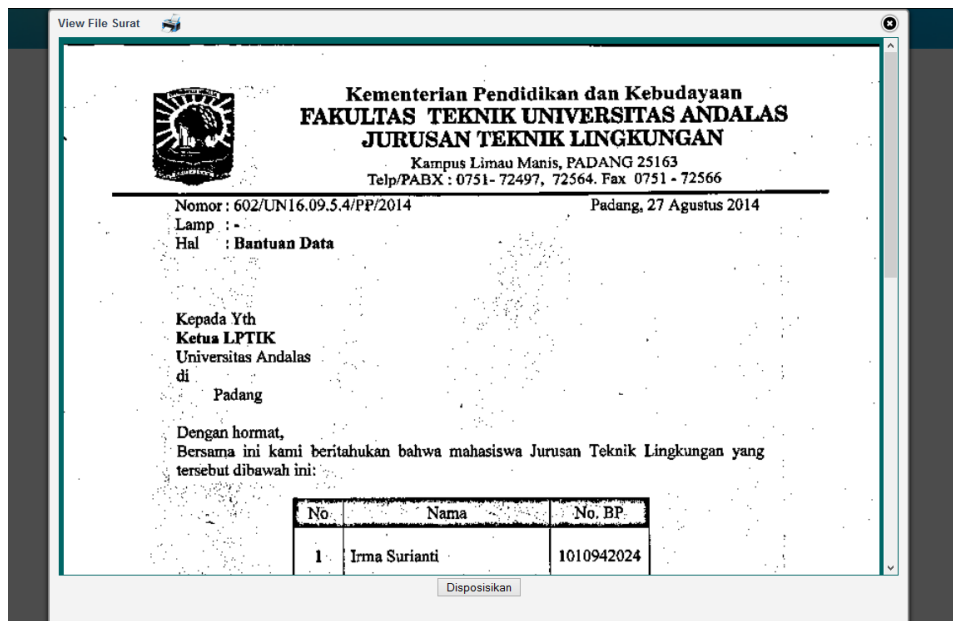 View File Surat
Kementerian Pendidikan dan Kebudayaan
FAKULTAS TEKNIK UNIVERSITAS ANDALAS
JURUSAN TEKNIK LINGKUNGAN
Kampus Limau Manis, PADANG 25163
Telp/PABX : 0751- 72497, 72564. Fax 0751 - 72566
Nomor : 602/UN16.09.5.4/PP/2014 Padang, 27 Agustus 2014
Lamp : -
Hal : Bantuan Data
Kepada Yth
Ketua LPTIK
Universitas Andalas
di
Padang
Dengan hormat,
Bersama ini kami beritahukan bahwa mahasiswa Jurusan Teknik Lingkungan yang
tersebut dibawah ini:
No Nama No. BP
1 Irma Surianti 1010942024
Disposisikan